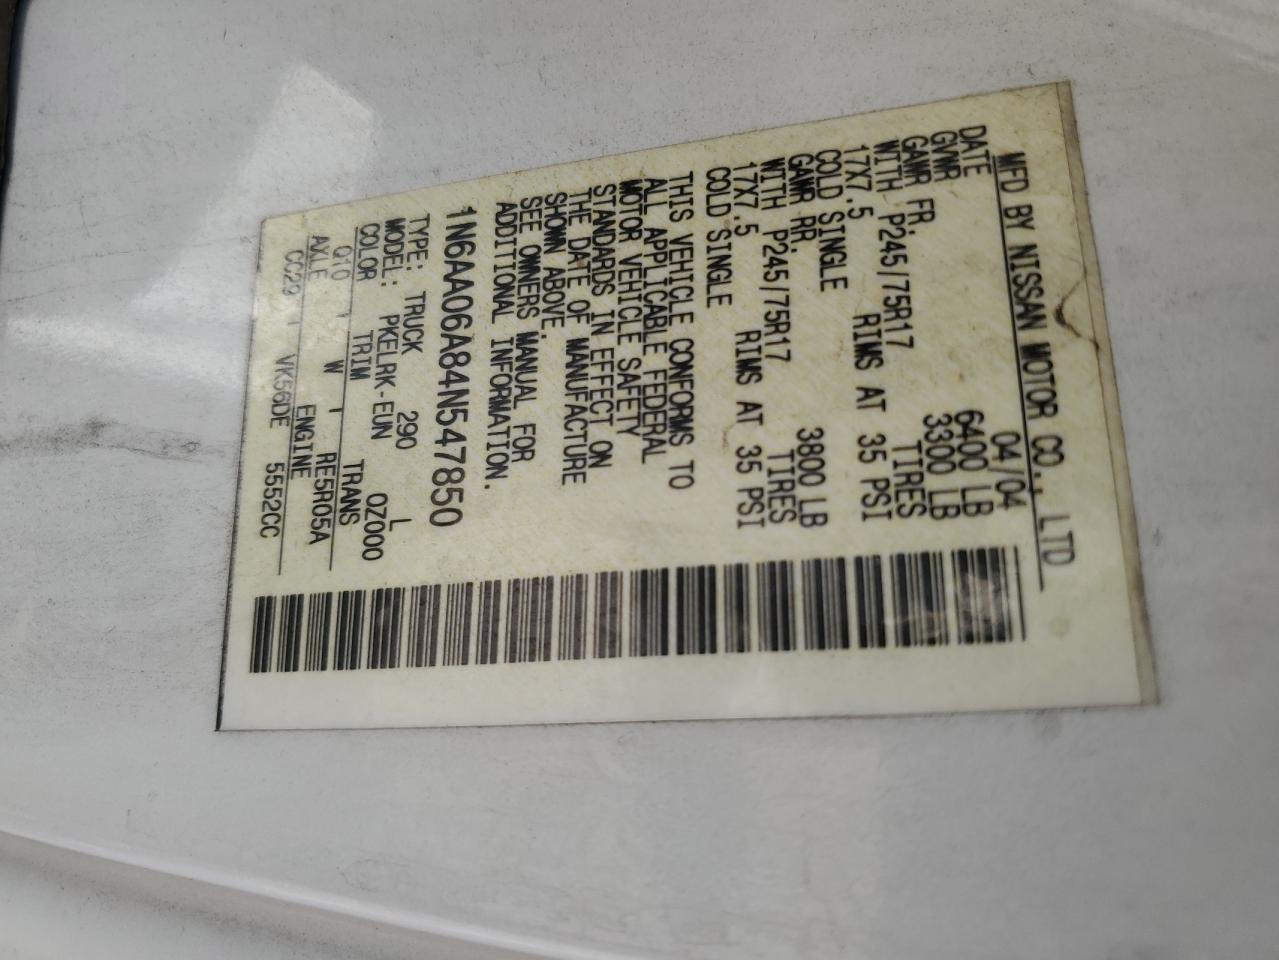 MFD BY NISSAN MOTOR CO., LTD
DATE 04/04
GVWR 6400 LB
GAWR FR. 3300 LB
WITH P245/75R17 TIRES
17X7.5 RIMS AT 35 PSI
COLD SINGLE
GAWR RR. 3800 LB
WITH P245/75R17 TIRES
17X7.5 RIMS AT 35 PSI
COLD SINGLE
THIS VEHICLE CONFORMS TO
ALL APPLICABLE FEDERAL
MOTOR VEHICLE SAFETY
STANDARDS IN EFFECT ON
THE DATE OF MANUFACTURE
SHOWN ABOVE.
SEE OWNERS MANUAL FOR
ADDITIONAL INFORMATION.
1N6AA06A84N547850
TYPE: TRUCK 290 L
MODEL: PKELRK-EUN QZ000
COLOR TRIM TRANS
Q10 W RE5R05A
AXLE ENGINE
CC29 VK56DE 5552CC